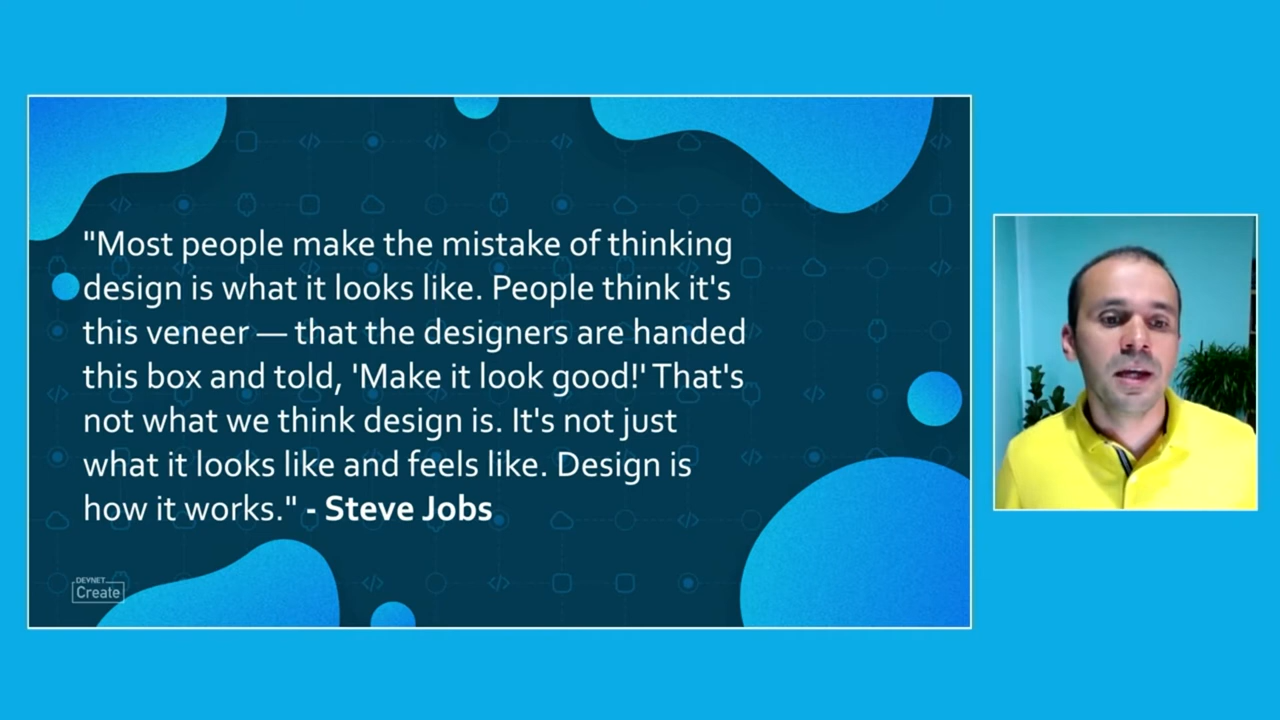 "Most people make the mistake of thinking
design is what it looks like. People think it's
this veneer — that the designers are handed
this box and told, 'Make it look good!' That's
not what we think design is. It's not just
what it looks like and feels like. Design is
how it works." - Steve Jobs
DEVNET
Create